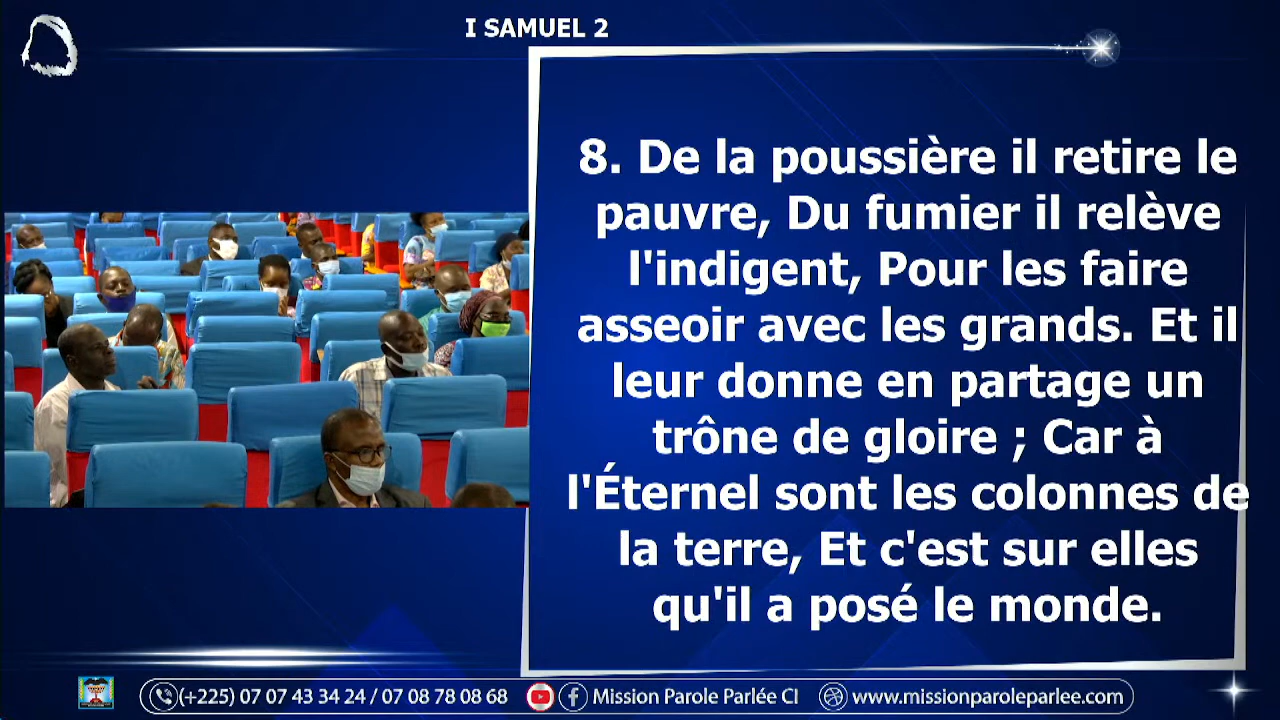 I SAMUEL 2
8. De la poussière il retire le
pauvre, Du fumier il relève
l'indigent, Pour les faire
asseoir avec les grands. Et il
leur donne en partage un
trône de gloire ; Car à
l'Éternel sont les colonnes de
la terre, Et c'est sur elles
qu'il a posé le monde.
(+225) 07 07 43 34 24 / 07 08 78 08 68 Mission Parole Parlée CI www.missionparoleparlee.com